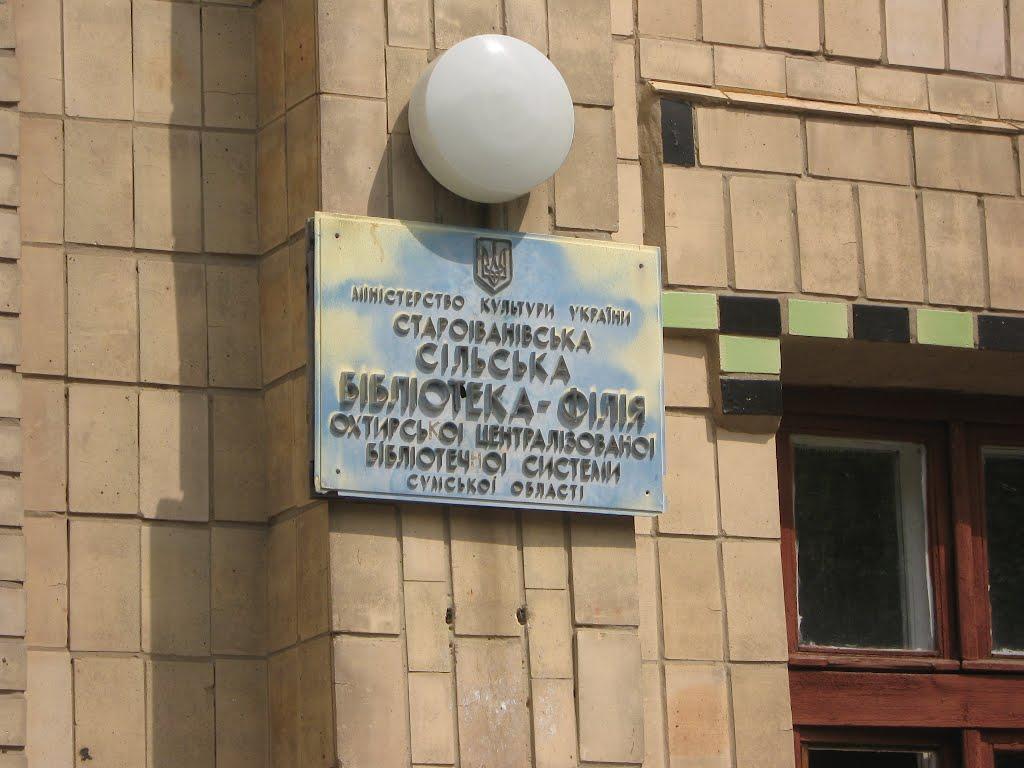 МІНІСТЕРСТВО КУЛЬТУРИ УКРАЇНИ
СТАРОІВАНІВСЬКА
СІЛЬСЬКА
БІБЛІОТЕКА-ФІЛІЯ
ОХТИРСЬКОЇ ЦЕНТРАЛІЗОВАНОЇ
БІБЛІОТЕЧНОЇ СИСТЕМИ
СУМСЬКОЇ ОБЛАСТІ